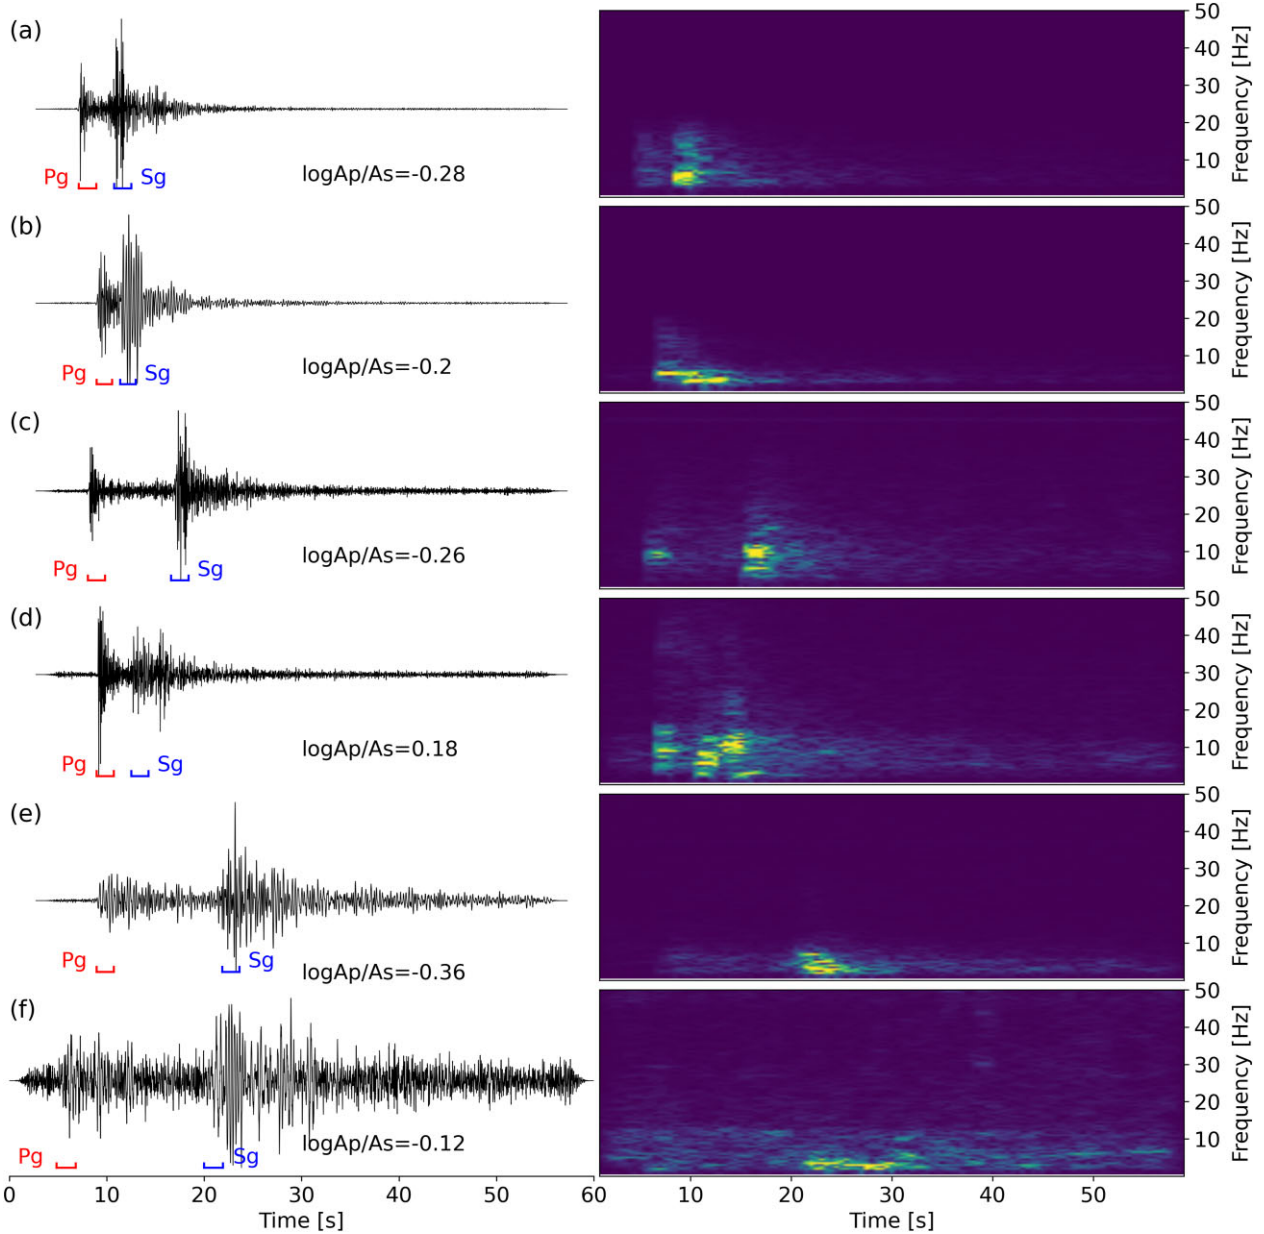 (a)
Pg
Sg
logAp/As=-0.28
50
40
30
20
10
Frequency [Hz]
(b)
Pg
Sg
logAp/As=-0.2
50
40
30
20
10
Frequency [Hz]
(c)
Pg
Sg
logAp/As=-0.26
50
40
30
20
10
Frequency [Hz]
(d)
Pg
Sg
logAp/As=0.18
50
40
30
20
10
Frequency [Hz]
(e)
Pg
Sg
logAp/As=-0.36
50
40
30
20
10
Frequency [Hz]
(f)
Pg
Sg
logAp/As=-0.12
50
40
30
20
10
Frequency [Hz]
0 10 20 30 40 50 60
Time [s]
10 20 30 40 50
Time [s]